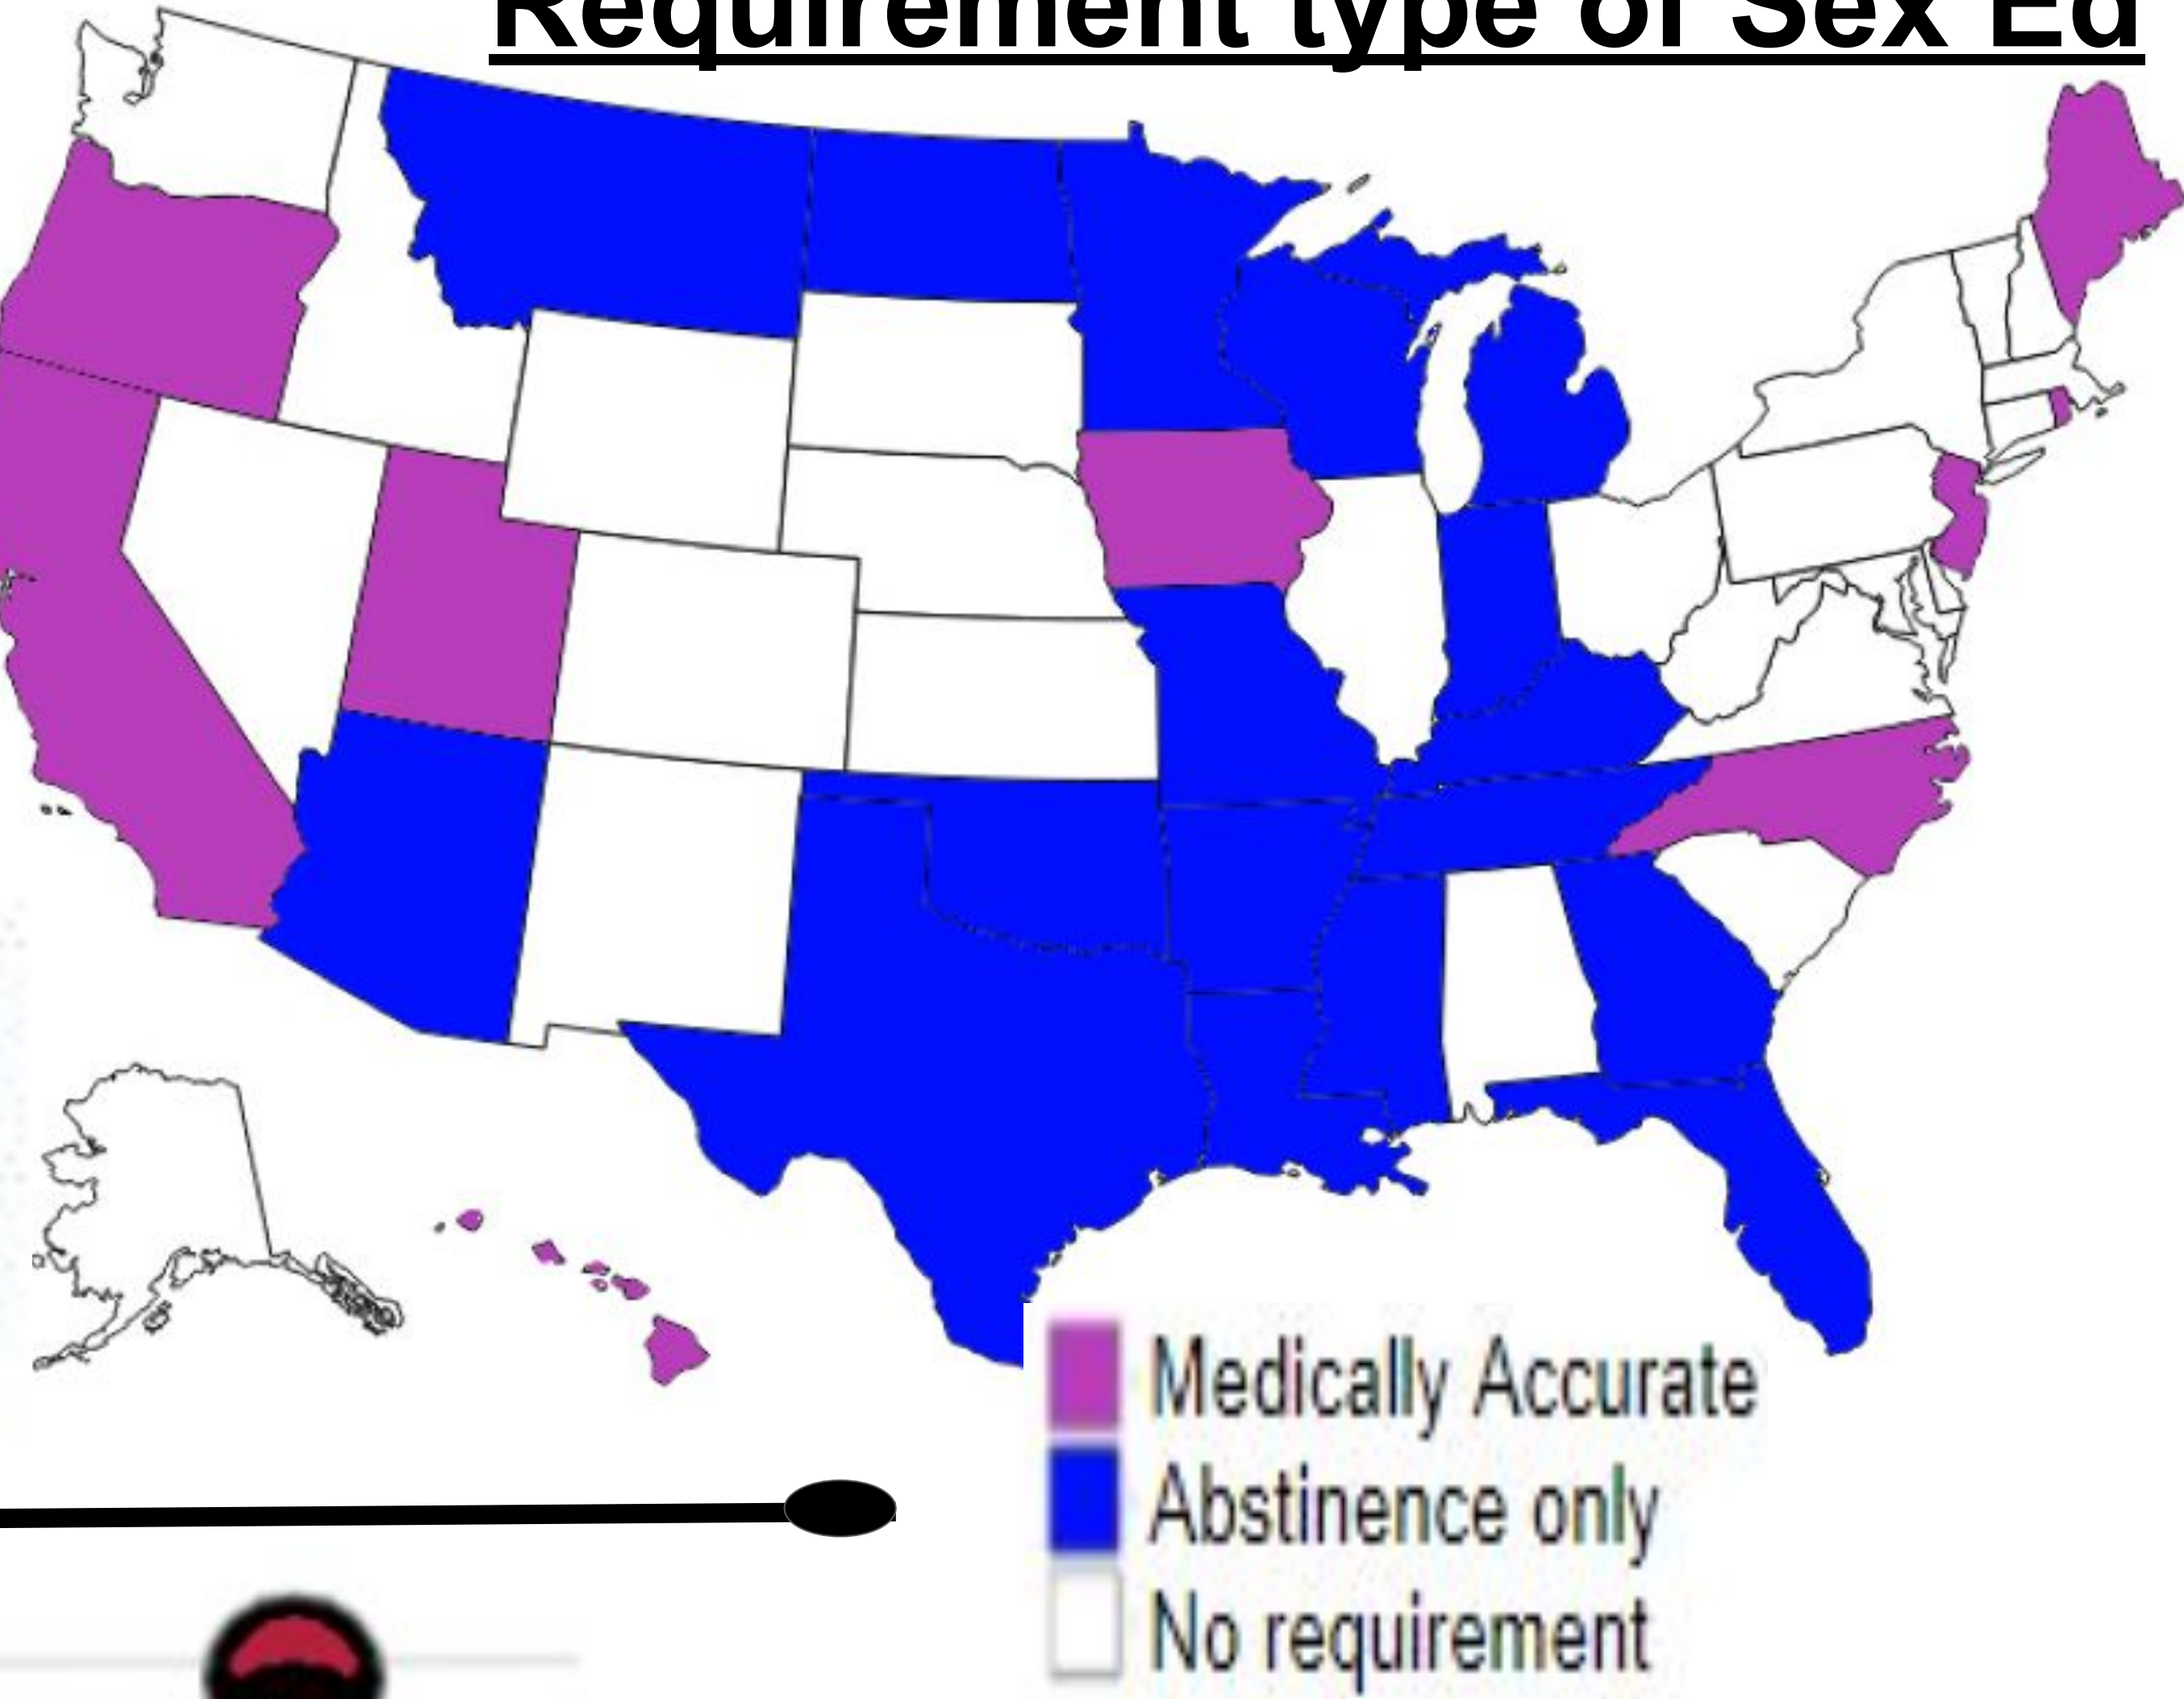 Requirement type of Sex Ed
Medically Accurate
Abstinence only
No requirement